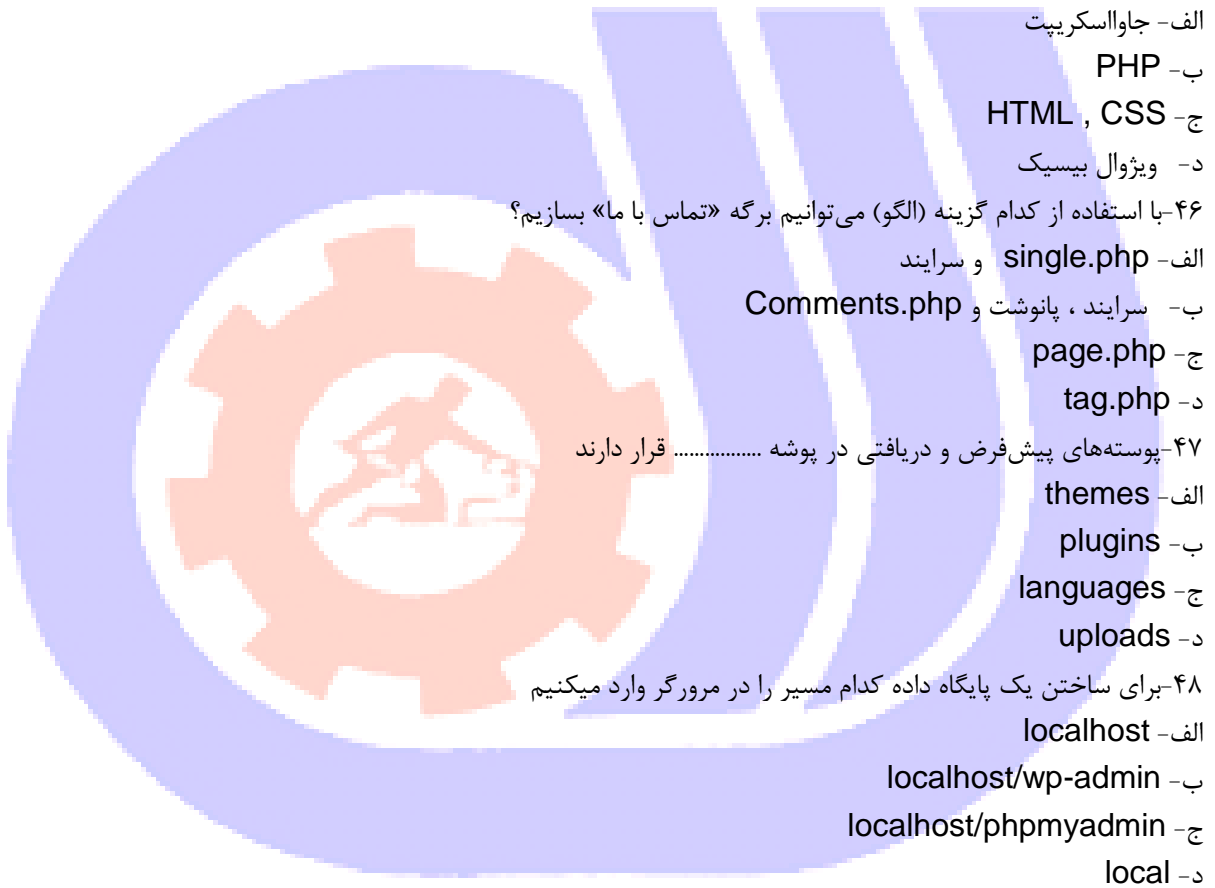 الف- جاوااسکریپت
ب- PHP
ج- HTML , CSS
د- ویژوال بیسیک
۴۶-با استفاده از کدام گزینه (الگو) می‌توانیم برگه «تماس با ما» بسازیم؟
الف- single.php و سرایند
ب- سرایند ، پانوشت و Comments.php
ج- page.php
د- tag.php
۴۷-پوسته‌های پیش‌فرض و دریافتی در پوشه ................ قرار دارند
الف- themes
ب- plugins
ج- languages
د- uploads
۴۸-برای ساختن یک پایگاه داده کدام مسیر را در مرورگر وارد میکنیم
الف- localhost
ب- localhost/wp-admin
ج- localhost/phpmyadmin
د- local